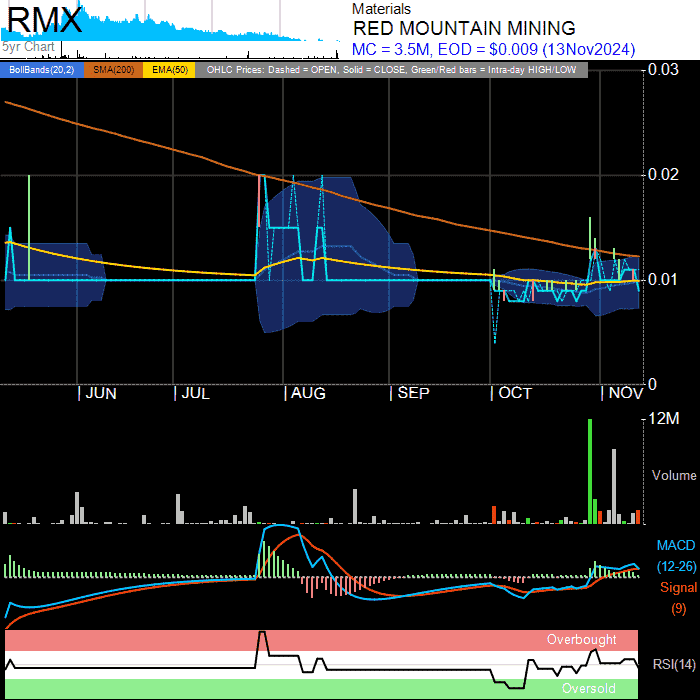 RMX
5yr Chart
Materials
RED MOUNTAIN MINING
MC = 3.5M, EOD = $0.009 (13Nov2024)
BollBands(20,2) SMA(200) EMA(50) OHLC Prices: Dashed = OPEN, Solid = CLOSE, Green/Red bars = Intra-day HIGH/LOW
0.03
0.02
0.01
0
| JUN | JUL | AUG | SEP | OCT | NOV
12M
Volume
MACD
(12-26)
Signal
(9)
Overbought
RSI(14)
Oversold